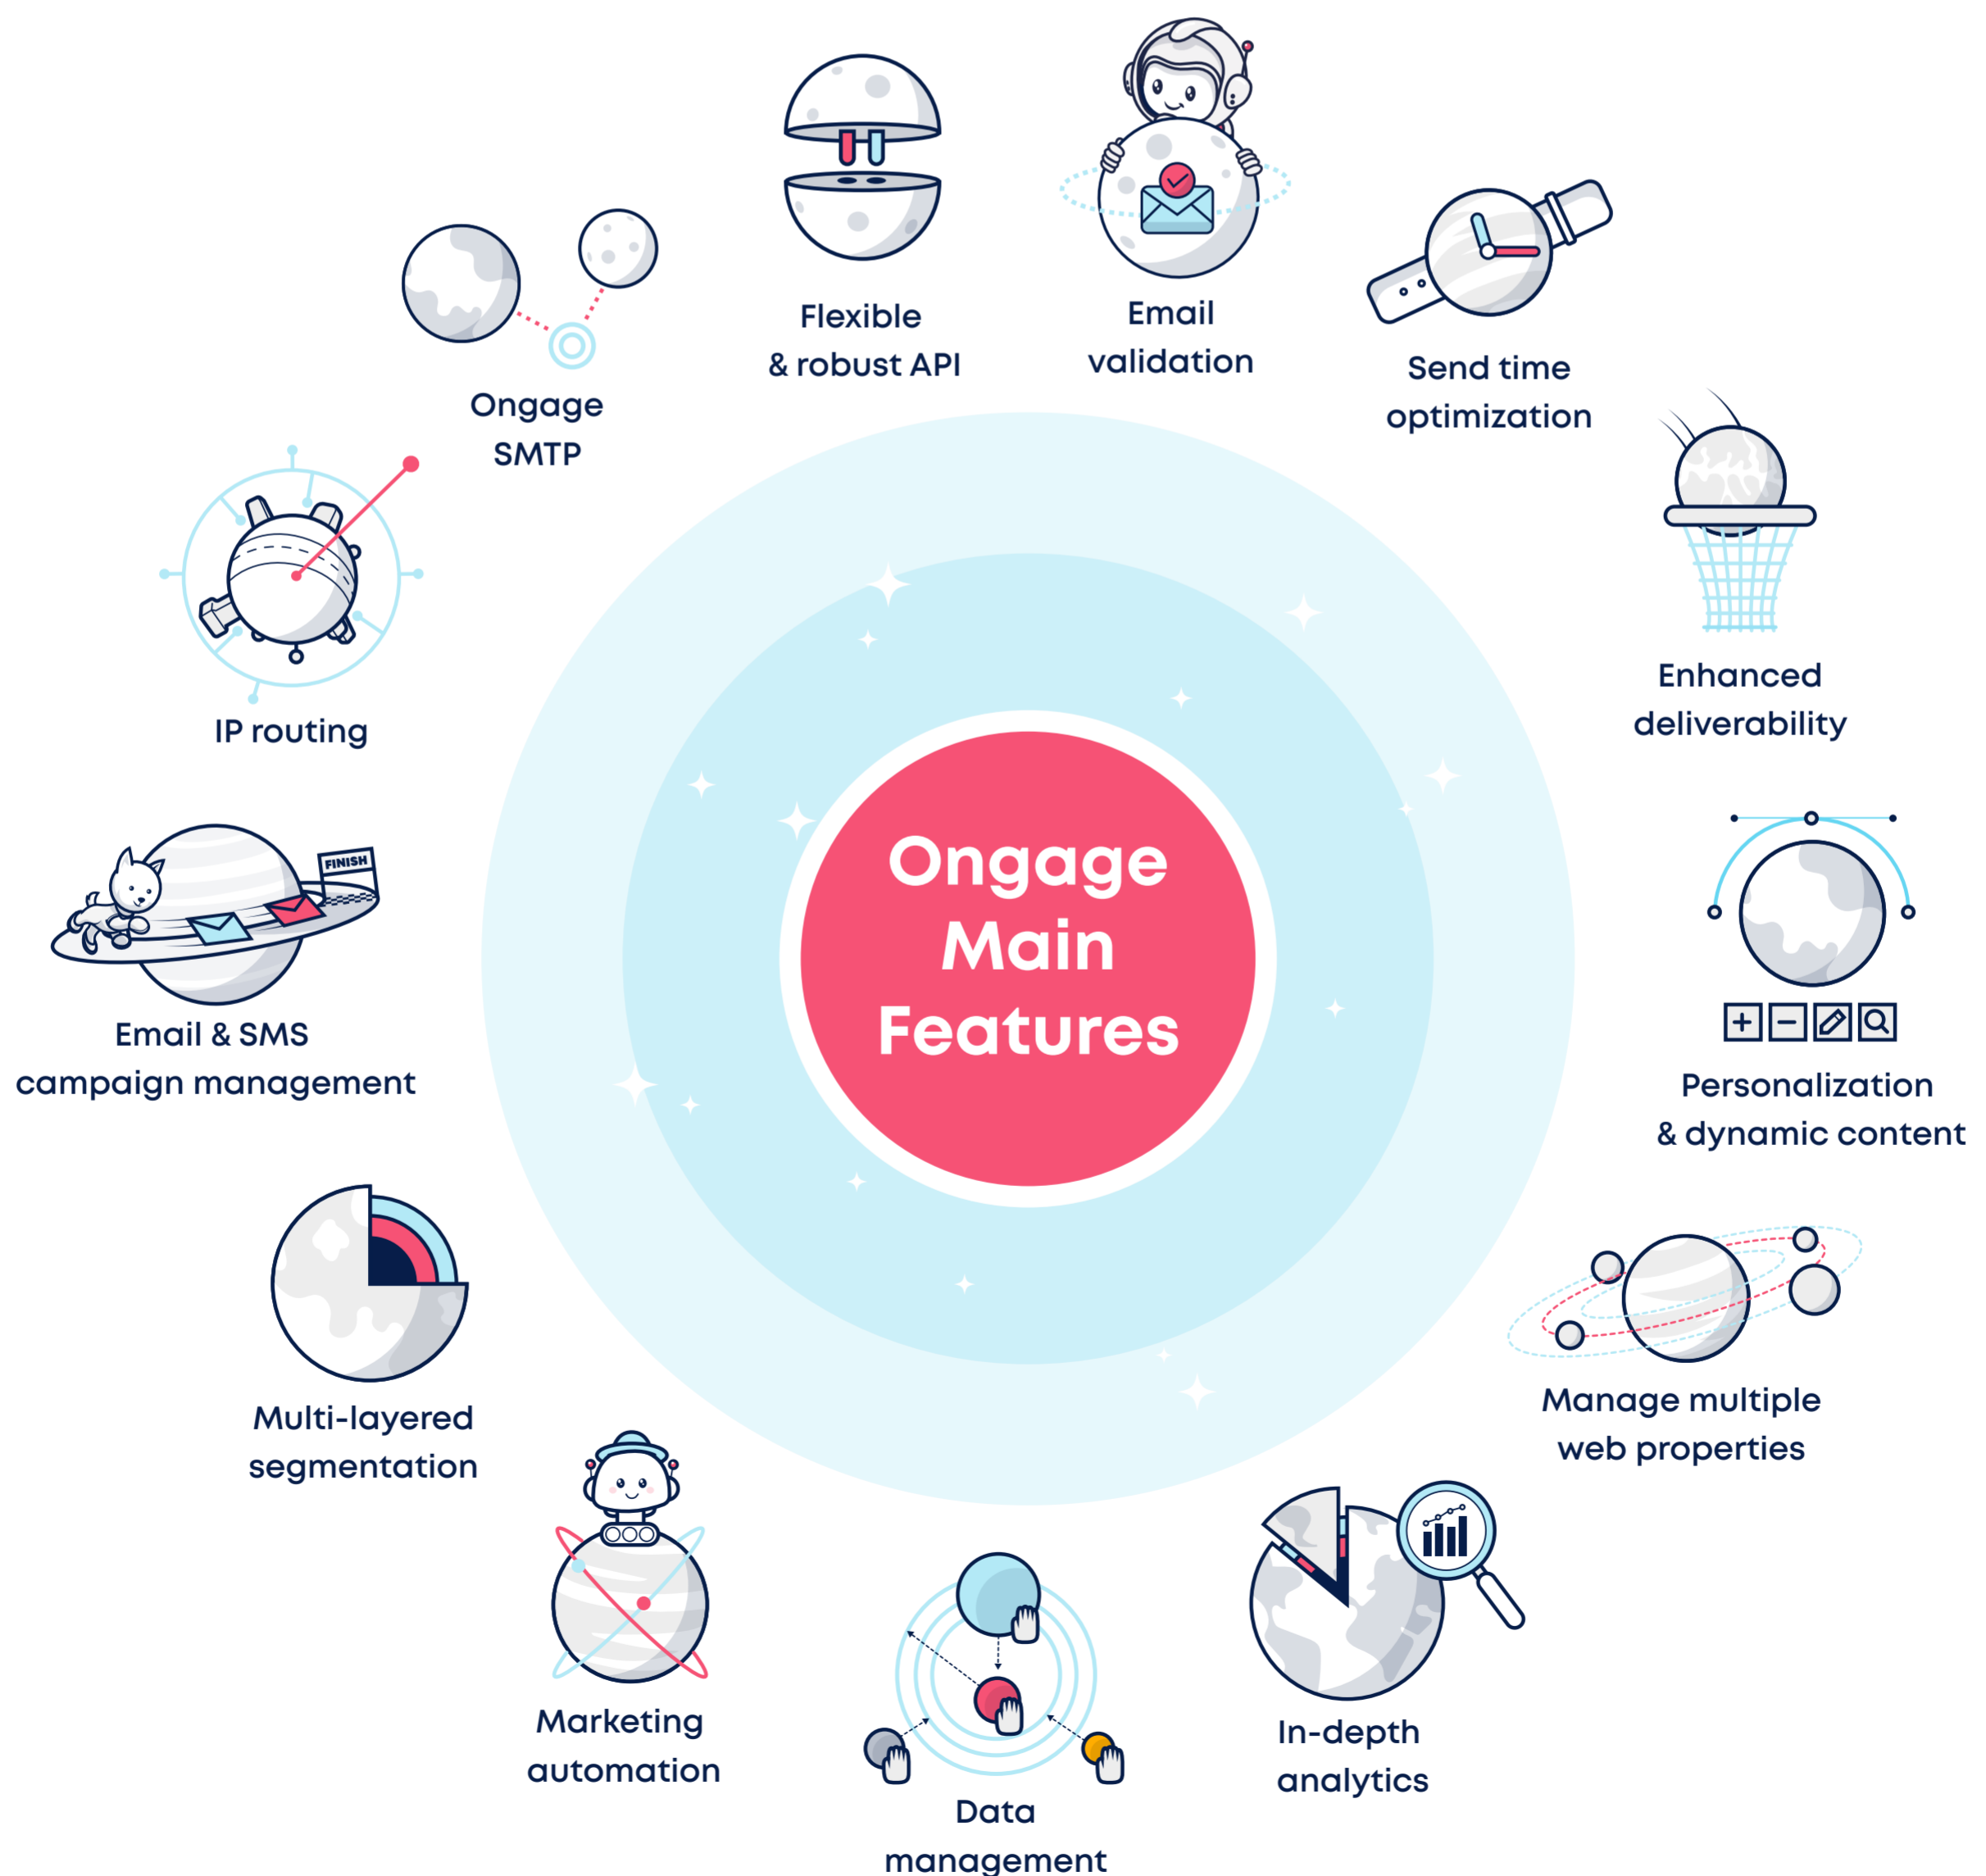 Flexible
& robust API
Email
validation
Send time
optimization
Enhanced
deliverability
Personalization
& dynamic content
Manage multiple
web properties
In-depth
analytics
Data
management
Marketing
automation
Multi-layered
segmentation
FINISH
Email & SMS
campaign management
IP routing
Ongage
SMTP
Ongage
Main
Features